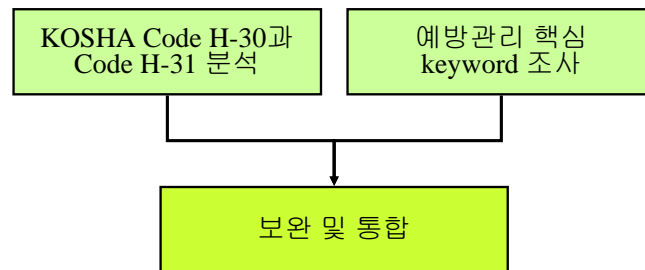 KOSHA Code H-30과
Code H-31 분석
예방관리 핵심
keyword 조사
보완 및 통합